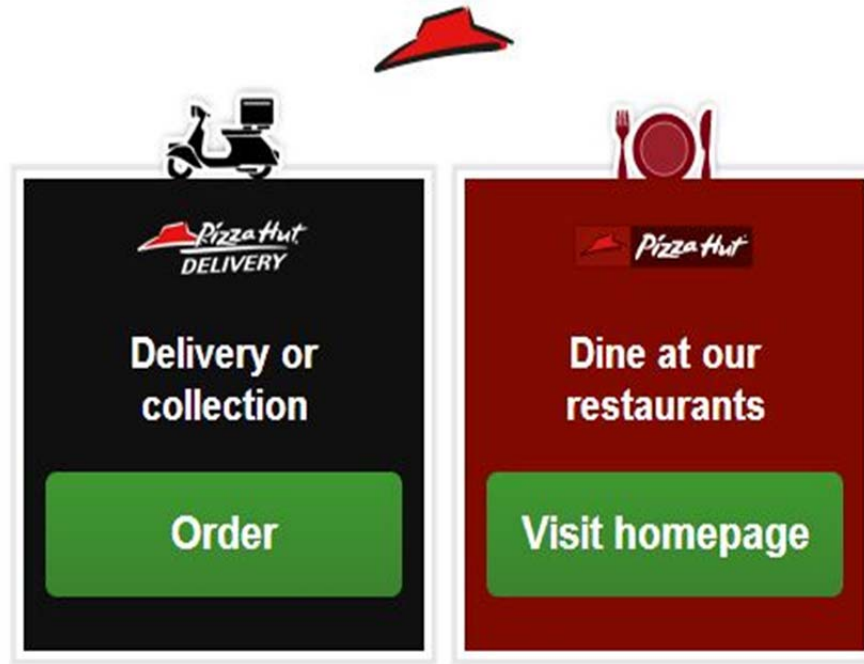 Pizza Hut
DELIVERY
Delivery or
collection
Order
Pizza Hut
Dine at our
restaurants
Visit homepage